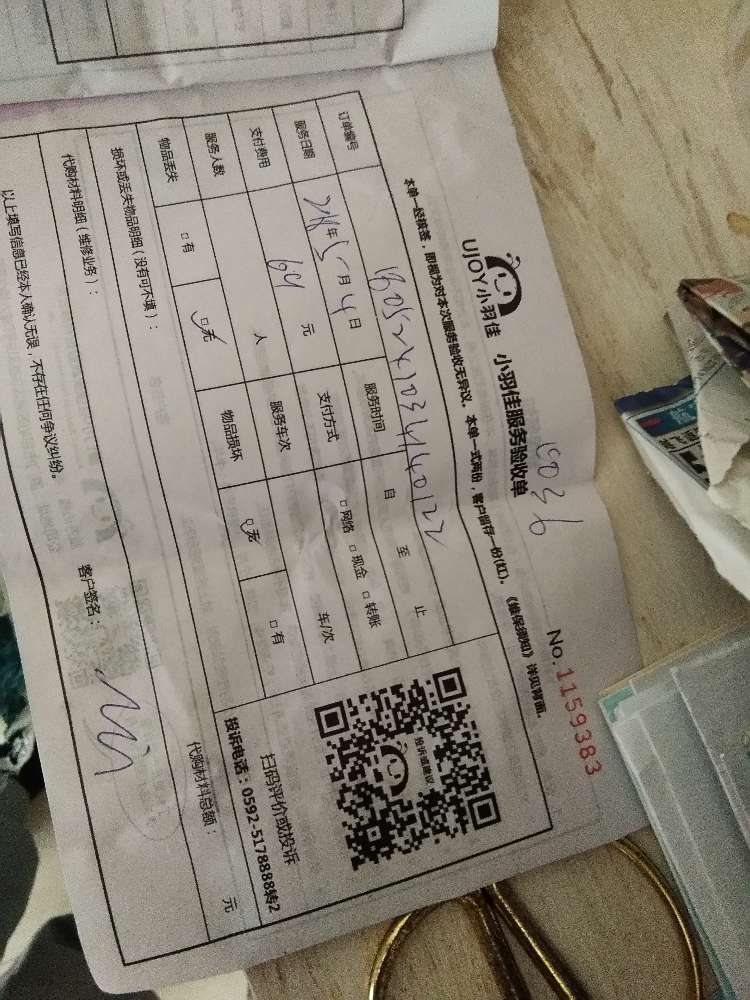 UJOY小羽佳 小羽佳服务验收单
No.1159383
本单一经核签，即视为对本次服务验收无异议。本单一式两份，客户留存一份(红)。《维保须知》详见背面。
订单编号
服务日期 年5月4日 服务时间 自 至 止
支付费用 元 支付方式 □网络 □现金 □转账
服务人数 人 服务车次 车/次
物品丢失 □有 □无 物品损坏 □无 □有
损坏或丢失物品明细（没有可不填）：
代购材料明细（维修业务）： 代购材料总额： 元
以上填写信息已经本人确认无误，不存在任何争议纠纷。 客户签名：
投诉或建议
扫码评价或投诉
投诉电话：0592-5178888转2